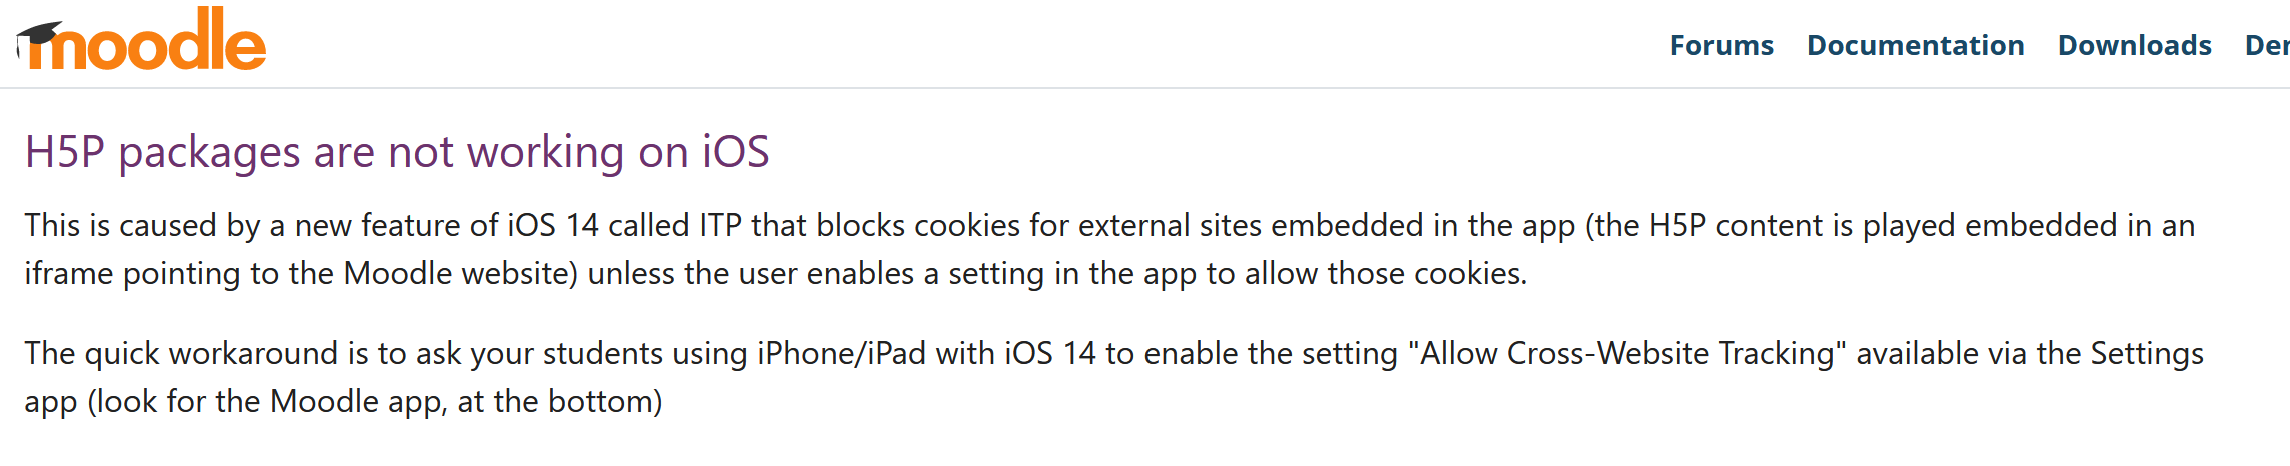 moodle
Forums Documentation Downloads
H5P packages are not working on iOS
This is caused by a new feature of iOS 14 called ITP that blocks cookies for external sites embedded in the app (the H5P content is played embedded in an
iframe pointing to the Moodle website) unless the user enables a setting in the app to allow those cookies.
The quick workaround is to ask your students using iPhone/iPad with iOS 14 to enable the setting "Allow Cross-Website Tracking" available via the Settings
app (look for the Moodle app, at the bottom)